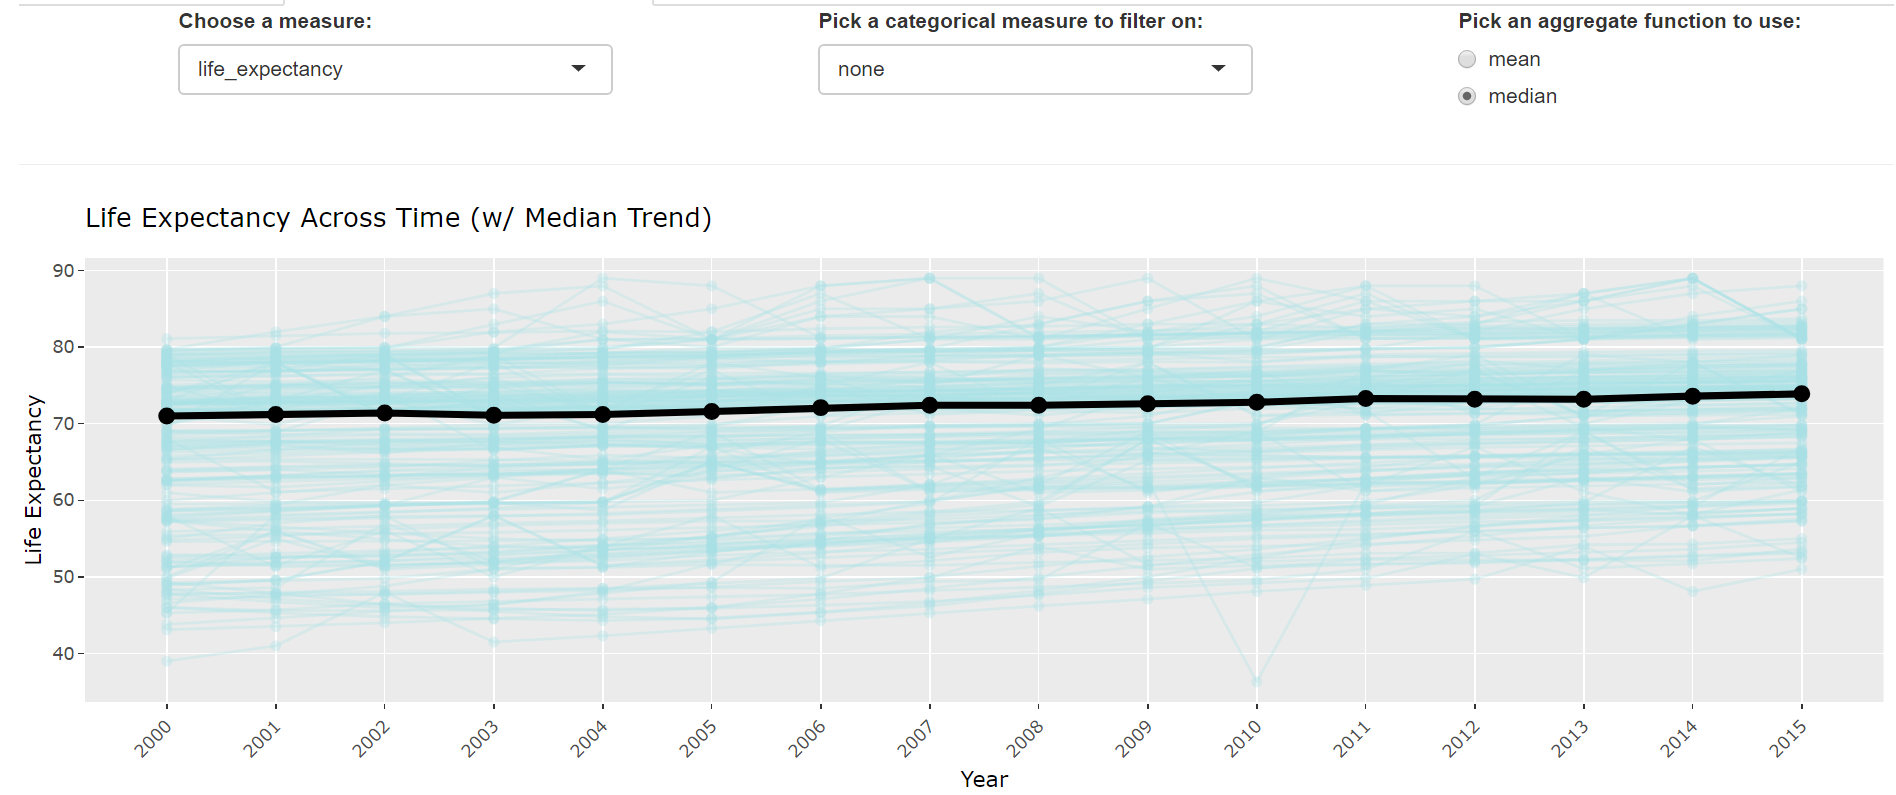 Choose a measure:
Pick a categorical measure to filter on:
Pick an aggregate function to use:
life_expectancy
none
mean
median
Life Expectancy Across Time (w/ Median Trend)
90
80
70
60
50
40
Life Expectancy
2000
2001
2002
2003
2004
2005
2006
2007
2008
2009
2010
2011
2012
2013
2014
2015
Year